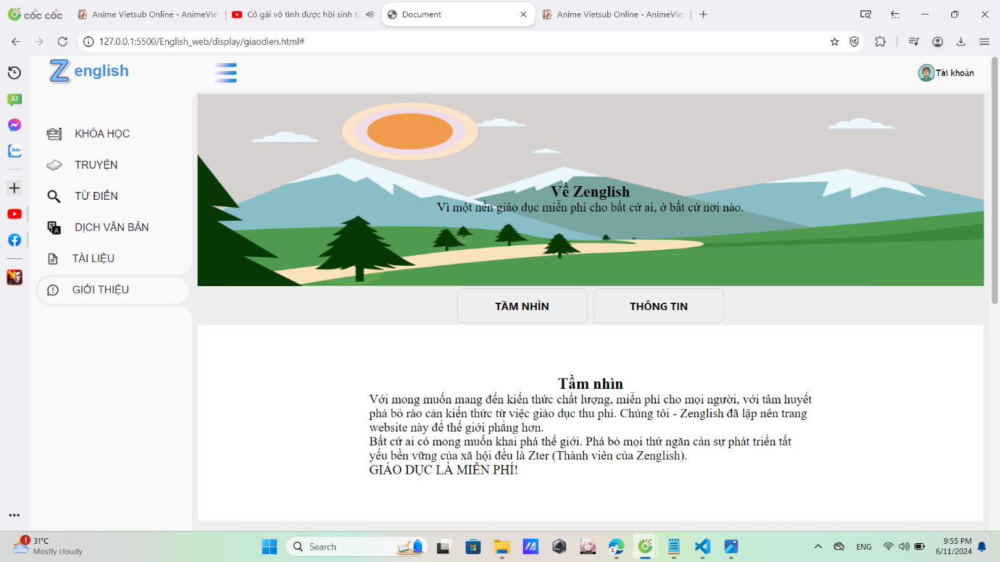 cốc cốc
Anime Vietsub Online - AnimeViet
Cô gái vô tình được hồi sinh từ
Document
Anime Vietsub Online - AnimeViet
127.0.0.1:5500/English_web/display/giaodien.html#
Z english
Tài khoản
AI
Zalo
KHÓA HỌC
TRUYỆN
TỪ ĐIỂN
DỊCH VĂN BẢN
TÀI LIỆU
GIỚI THIỆU
Về Zenglish
Vì một nền giáo dục miễn phí cho bất cứ ai, ở bất cứ nơi nào.
TẦM NHÌN
THÔNG TIN
Tầm nhìn
Với mong muốn mang đến kiến thức chất lượng, miễn phí cho mọi người, với tâm huyết
phá bỏ rào cản kiến thức từ việc giáo dục thu phí. Chúng tôi - Zenglish đã lập nên trang
website này để thế giới phẳng hơn.
Bất cứ ai có mong muốn khai phá thế giới. Phá bỏ mọi thứ ngăn cản sự phát triển tất
yếu bền vững của xã hội đều là Zter (Thành viên của Zenglish).
GIÁO DỤC LÀ MIỄN PHÍ!
1
31°C
Mostly cloudy
Search
ENG
9:55 PM
6/11/2024